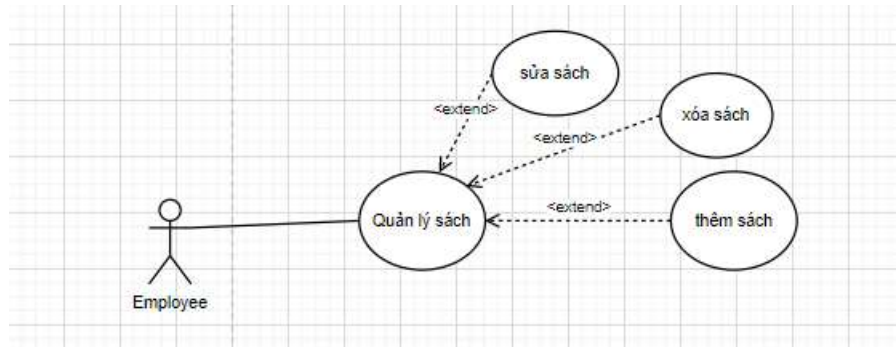 sửa sách
<extend>
xóa sách
<extend>
Quản lý sách
<extend>
thêm sách
Employee